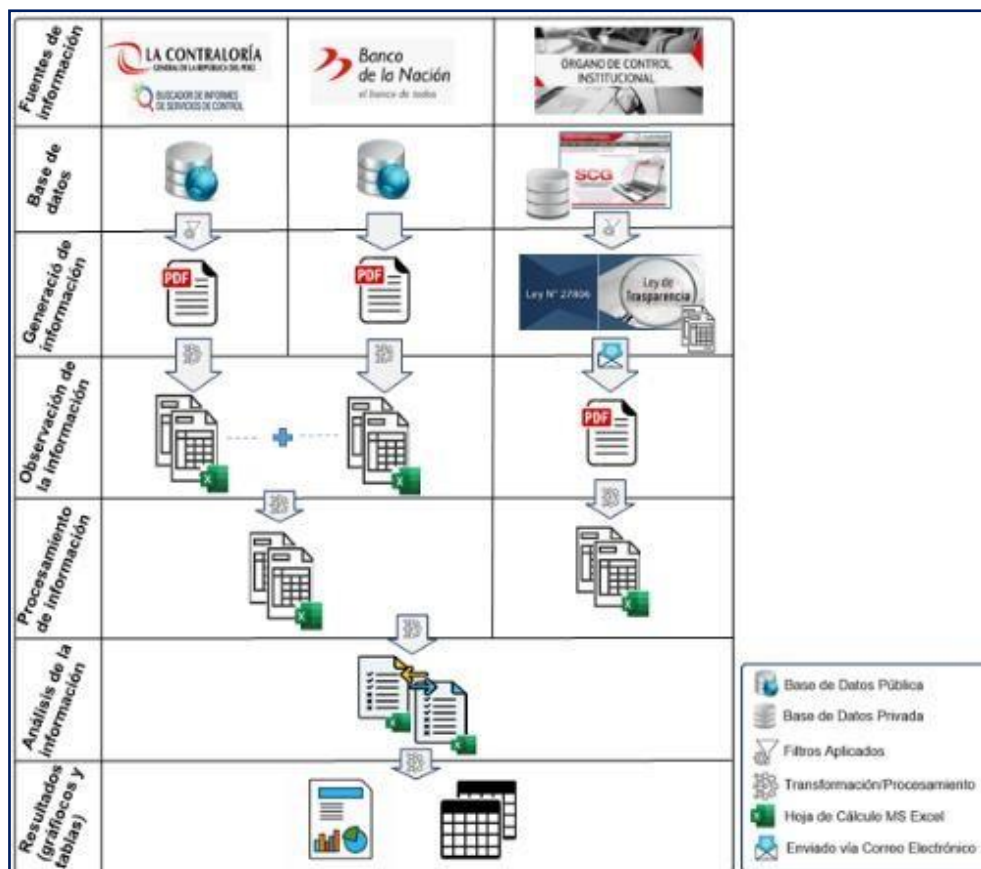 Fuentes de
información
LA CONTRALORÍA
GENERAL DE LA REPÚBLICA DEL PERÚ
BUSCADOR DE INFORMES
DE SERVICIOS DE CONTROL
Banco
de la Nación
el banco de todos
ÓRGANO DE CONTROL
INSTITUCIONAL
Base de
datos
SCG
Generació de
información
PDF
PDF
Ley N° 27806
Ley de
Trasparencia
Observación de
la información
X
X
PDF
Procesamiento
de información
X
X
Análisis de la
información
X
X
Resultados
(gráfiocos y
tablas)
Base de Datos Pública
Base de Datos Privada
Filtros Aplicados
Transformación/Procesamiento
X
Hoja de Cálculo MS Excel
Enviado vía Correo Electrónico